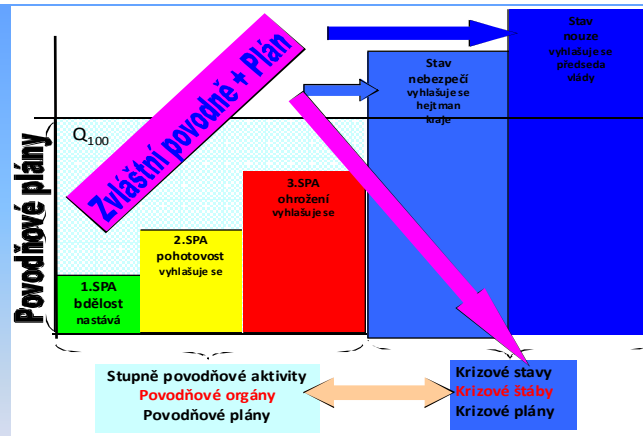 Povodňové plány
Q100
Zvláštní povodně + Plán
1.SPA
bdělost
nastává
2.SPA
pohotovost
vyhlašuje se
3.SPA
ohrožení
vyhlašuje se
Stav
nebezpečí
vyhlašuje se
hejtman
kraje
Stav
nouze
vyhlašuje se
předseda
vlády
Stupně povodňové aktivity
Povodňové orgány
Povodňové plány
Krizové stavy
Krizové štáby
Krizové plány